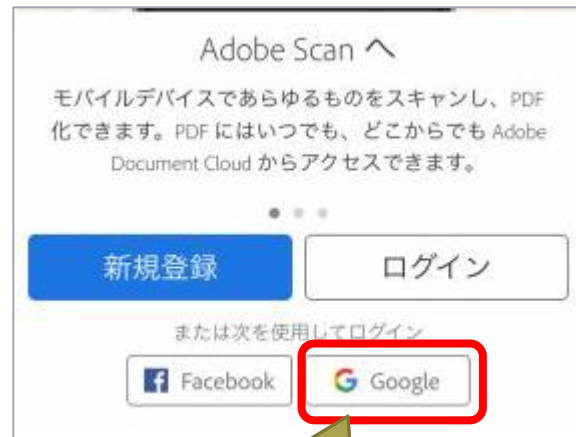 Adobe Scan へ
モバイルデバイスであらゆるものをスキャンし、PDF
化できます。PDF にはいつでも、どこからでも Adobe
Document Cloud からアクセスできます。
新規登録 ログイン
または次を使用してログイン
Facebook Google